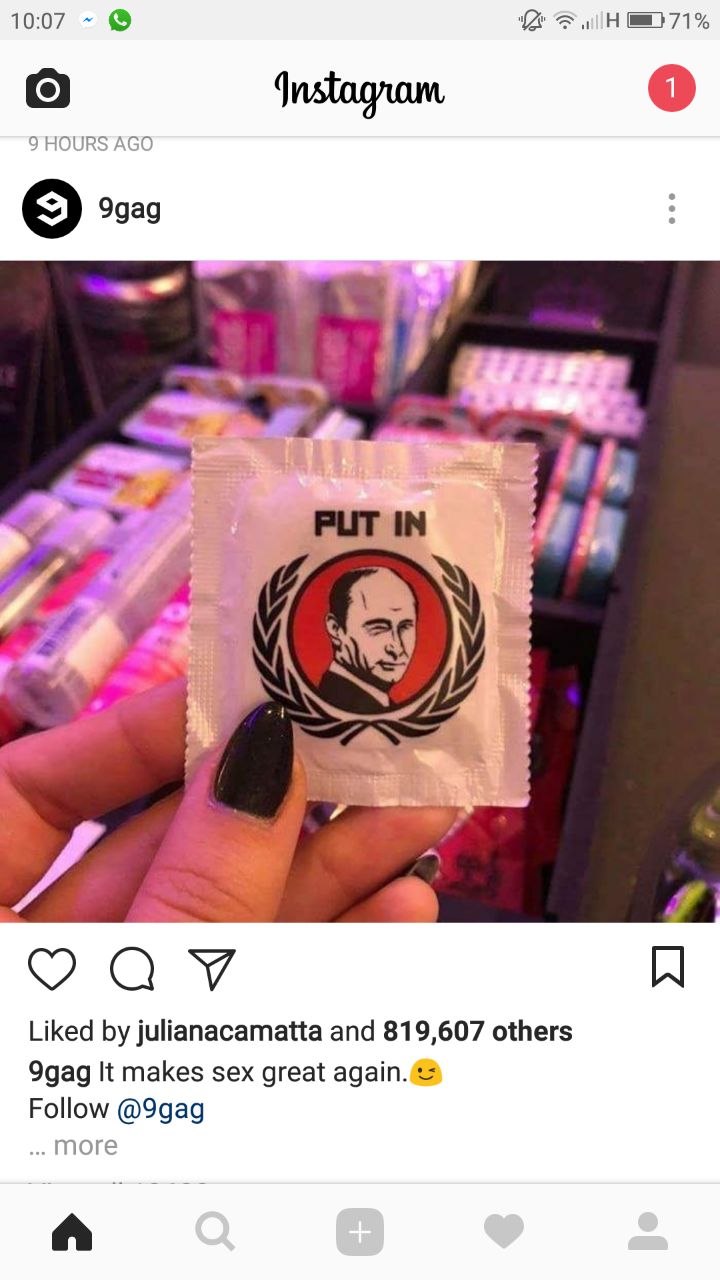 10:07 H 71%
Instagram 1
9 HOURS AGO
9gag
PUT IN
Liked by julianacamatta and 819,607 others
9gag It makes sex great again.😉
Follow @9gag
... more